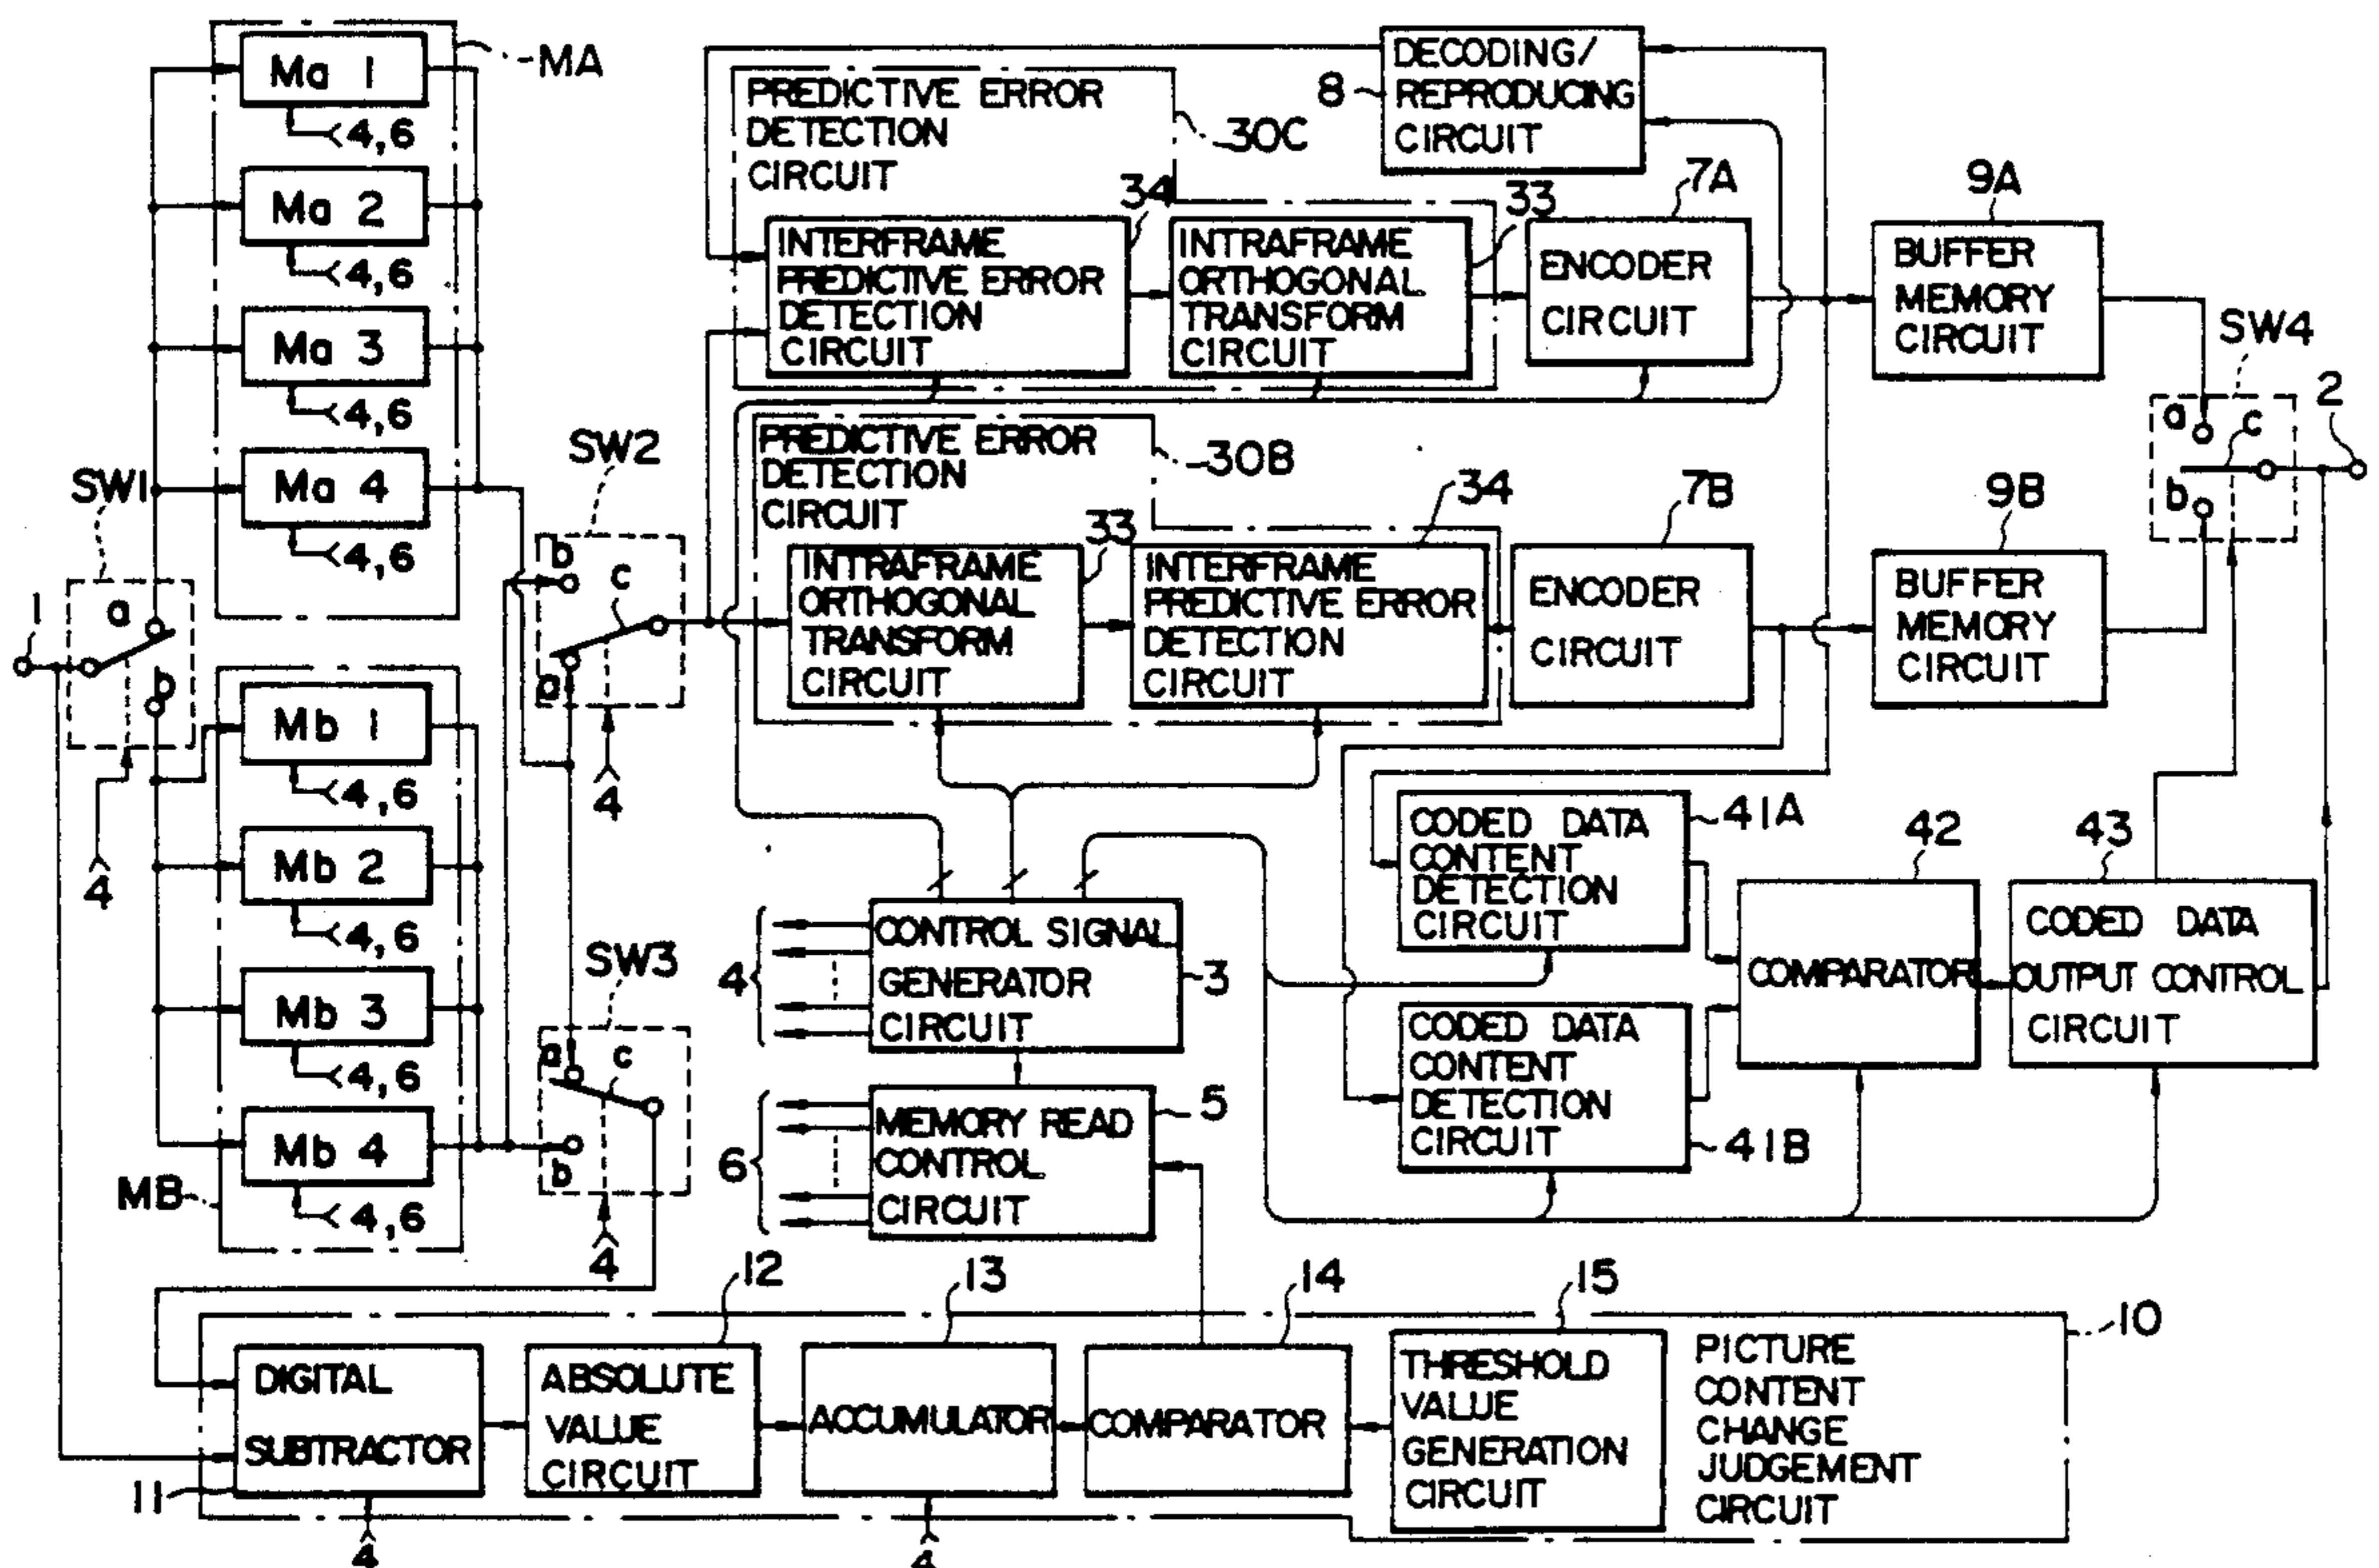 Ma 1
4,6
Ma 2
4,6
Ma 3
4,6
Ma 4
4,6
MA
SW1
1
a
b
4
Mb 1
4,6
Mb 2
4,6
Mb 3
4,6
Mb 4
4,6
MB
SW2
b
c
a
4
SW3
a
c
b
4
DECODING/
REPRODUCING
CIRCUIT
8
PREDICTIVE ERROR
DETECTION
CIRCUIT
30C
34
INTERFRAME
PREDICTIVE ERROR
DETECTION
CIRCUIT
33
INTRAFRAME
ORTHOGONAL
TRANSFORM
CIRCUIT
7A
ENCODER
CIRCUIT
9A
BUFFER
MEMORY
CIRCUIT
SW4
a
c
b
2
PREDICTIVE ERROR
DETECTION
CIRCUIT
30B
33
INTRAFRAME
ORTHOGONAL
TRANSFORM
CIRCUIT
34
INTERFRAME
PREDICTIVE ERROR
DETECTION
CIRCUIT
7B
ENCODER
CIRCUIT
9B
BUFFER
MEMORY
CIRCUIT
4
CONTROL SIGNAL
GENERATOR
CIRCUIT
3
6
MEMORY READ
CONTROL
CIRCUIT
5
41A
CODED DATA
CONTENT
DETECTION
CIRCUIT
CODED DATA
CONTENT
DETECTION
CIRCUIT
41B
42
COMPARATOR
43
CODED DATA
OUTPUT CONTROL
CIRCUIT
11
DIGITAL
SUBTRACTOR
4
12
ABSOLUTE
VALUE
CIRCUIT
13
ACCUMULATOR
4
14
COMPARATOR
15
THRESHOLD
VALUE
GENERATION
CIRCUIT
PICTURE
CONTENT
CHANGE
JUDGEMENT
CIRCUIT
10